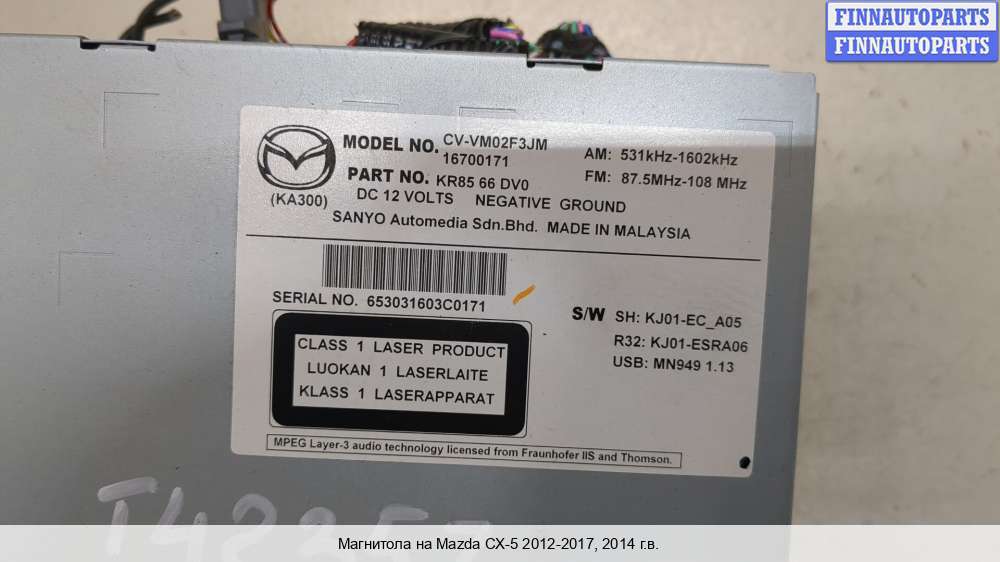 FINNAUTOPARTS
FINNAUTOPARTS
MODEL NO. CV-VM02F3JM
16700171
AM: 531kHz-1602kHz
PART NO. KR85 66 DV0
FM: 87.5MHz-108 MHz
(KA300)
DC 12 VOLTS NEGATIVE GROUND
SANYO Automedia Sdn.Bhd. MADE IN MALAYSIA
SERIAL NO. 653031603C0171
S/W SH: KJ01-EC_A05
R32: KJ01-ESRA06
USB: MN949 1.13
CLASS 1 LASER PRODUCT
LUOKAN 1 LASERLAITE
KLASS 1 LASERAPPARAT
MPEG Layer-3 audio technology licensed from Fraunhofer IIS and Thomson.
Магнитола на Mazda CX-5 2012-2017, 2014 г.в.